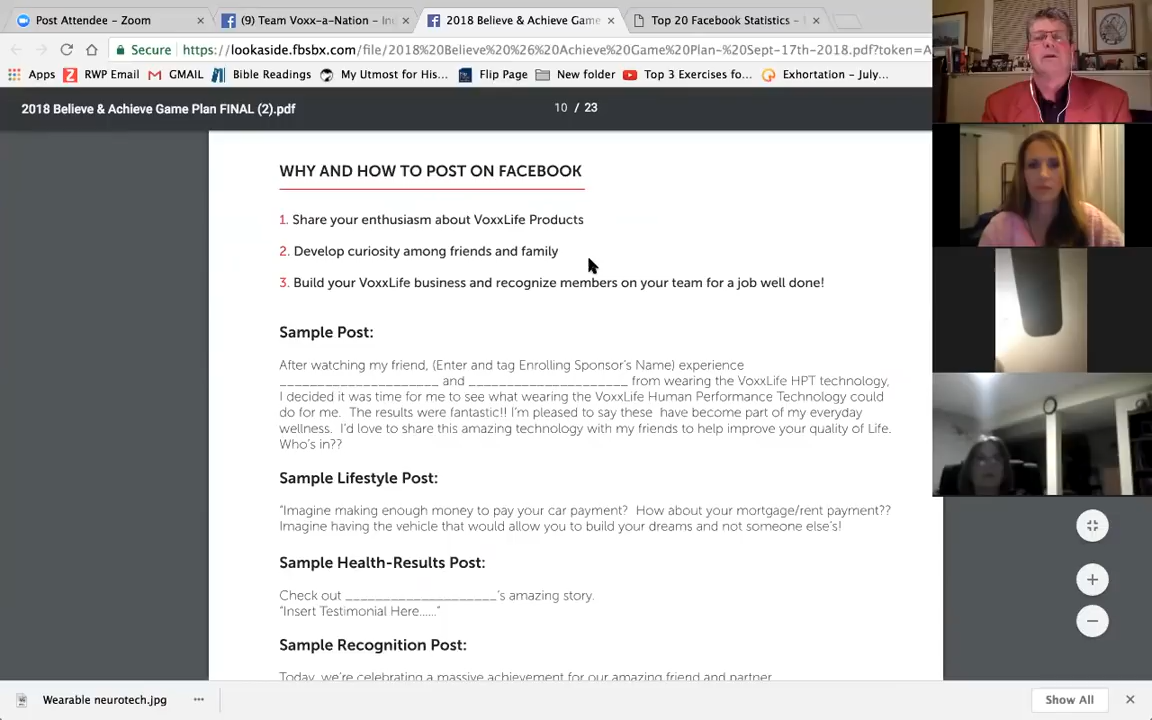 Post Attendee - Zoom
(9) Team Voxx-a-Nation - In
2018 Believe & Achieve Game
Top 20 Facebook Statistics -
Secure
https://lookaside.fbsbx.com/file/2018%20Believe%20%26%20Achieve%20Game%20Plan-%20Sept-17th-2018.pdf?token=A
Apps
RWP Email
GMAIL
Bible Readings
My Utmost for His...
Flip Page
New folder
Top 3 Exercises fo...
Exhortation - July...
2018 Believe & Achieve Game Plan FINAL (2).pdf
10 / 23
WHY AND HOW TO POST ON FACEBOOK
1. Share your enthusiasm about VoxxLife Products
2. Develop curiosity among friends and family
3. Build your VoxxLife business and recognize members on your team for a job well done!
Sample Post:
After watching my friend, (Enter and tag Enrolling Sponsor's Name) experience
_____________________ and _____________________ from wearing the VoxxLife HPT technology,
I decided it was time for me to see what wearing the VoxxLife Human Performance Technology could
do for me. The results were fantastic!! I'm pleased to say these have become part of my everyday
wellness. I'd love to share this amazing technology with my friends to help improve your quality of Life.
Who's in??
Sample Lifestyle Post:
"Imagine making enough money to pay your car payment? How about your mortgage/rent payment??
Imagine having the vehicle that would allow you to build your dreams and not someone else's!
Sample Health-Results Post:
Check out ____________________'s amazing story.
"Insert Testimonial Here....."
Sample Recognition Post:
Today, we're celebrating a massive achievement for our amazing friend and partner
Wearable neurotech.jpg
Show All